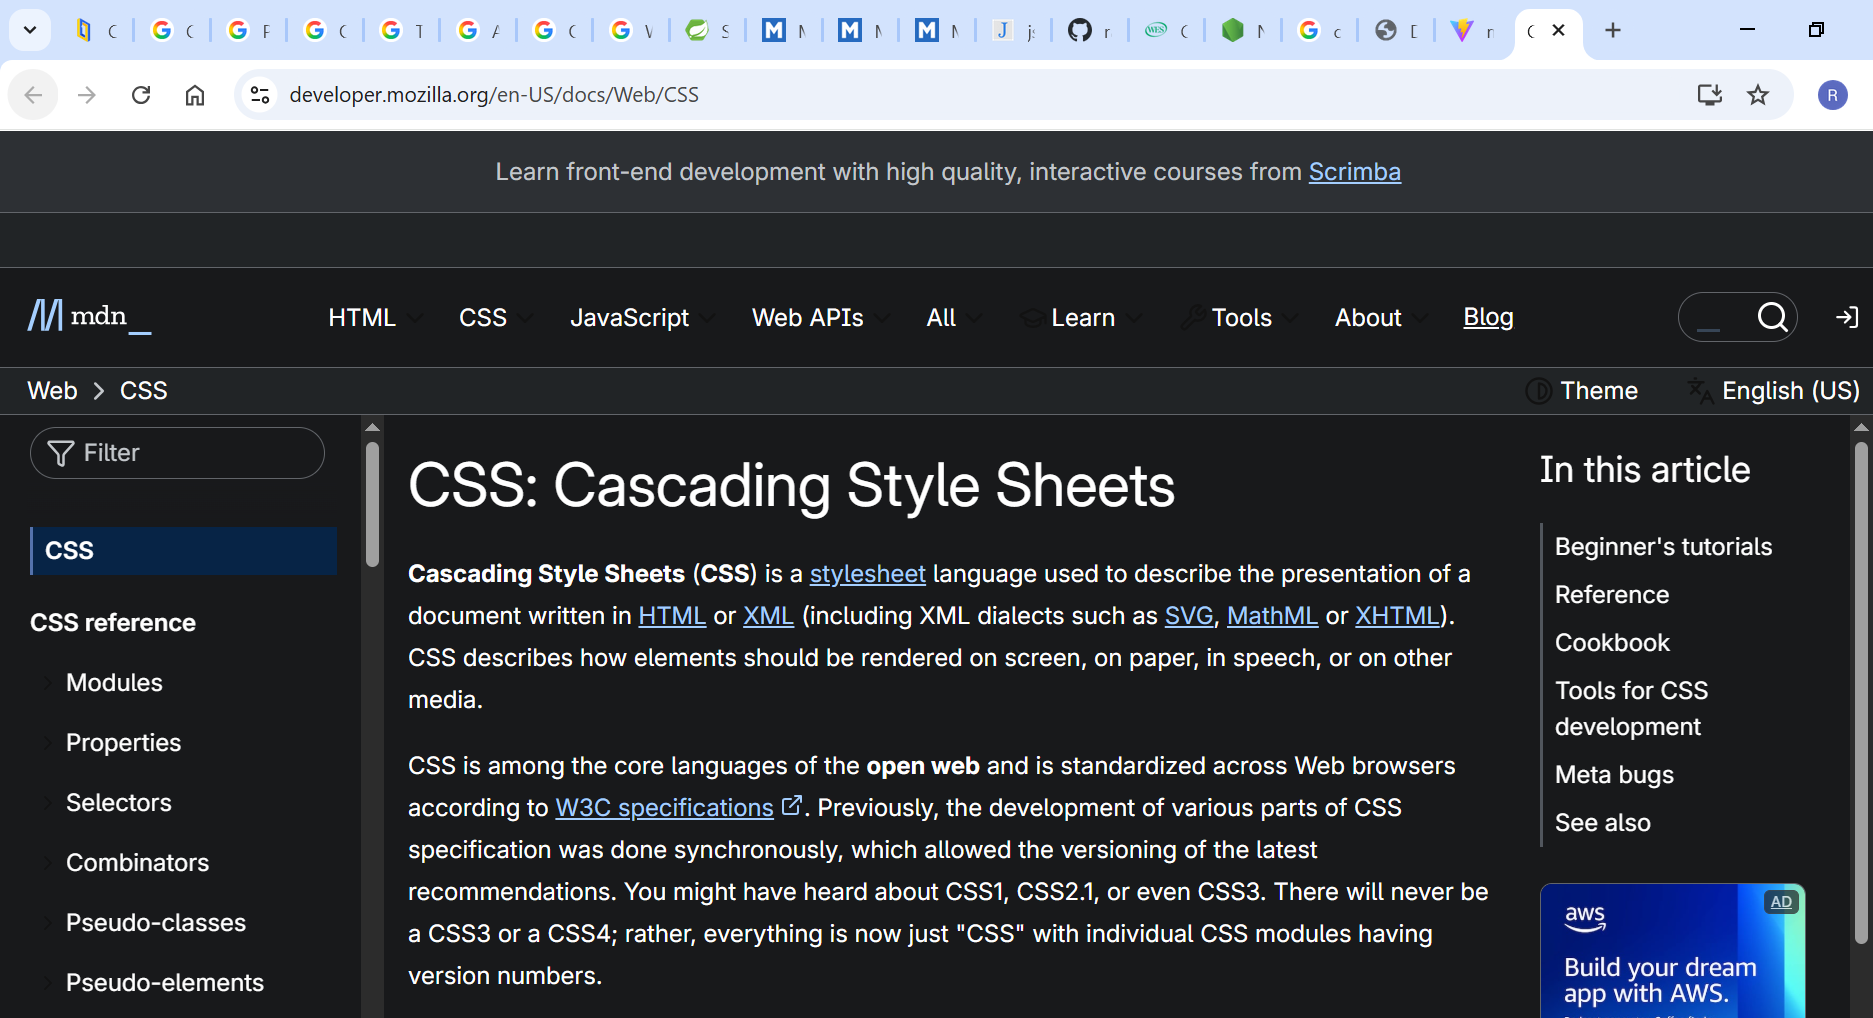 developer.mozilla.org/en-US/docs/Web/CSS
R
Learn front-end development with high quality, interactive courses from Scrimba
mdn_
HTML CSS JavaScript Web APIs All Learn Tools About Blog
Web > CSS
Theme
English (US)
Filter
CSS
CSS reference
Modules
Properties
Selectors
Combinators
Pseudo-classes
Pseudo-elements
CSS: Cascading Style Sheets
Cascading Style Sheets (CSS) is a stylesheet language used to describe the presentation of a
document written in HTML or XML (including XML dialects such as SVG, MathML or XHTML).
CSS describes how elements should be rendered on screen, on paper, in speech, or on other
media.
CSS is among the core languages of the open web and is standardized across Web browsers
according to W3C specifications. Previously, the development of various parts of CSS
specification was done synchronously, which allowed the versioning of the latest
recommendations. You might have heard about CSS1, CSS2.1, or even CSS3. There will never be
a CSS3 or a CSS4; rather, everything is now just "CSS" with individual CSS modules having
version numbers.
In this article
Beginner's tutorials
Reference
Cookbook
Tools for CSS
development
Meta bugs
See also
AD
aws
Build your dream
app with AWS.